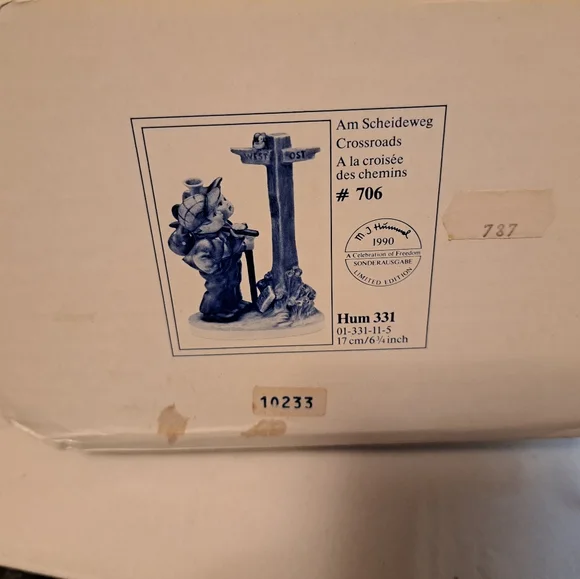 Am Scheideweg
Crossroads
A la croisée
des chemins
# 706
WEST OST
M J Hümmel
1990
A Celebration of Freedom
SONDERAUSGABE
LIMITED EDITION
Hum 331
01-331-11-5
17 cm/6¾ inch
737
10233